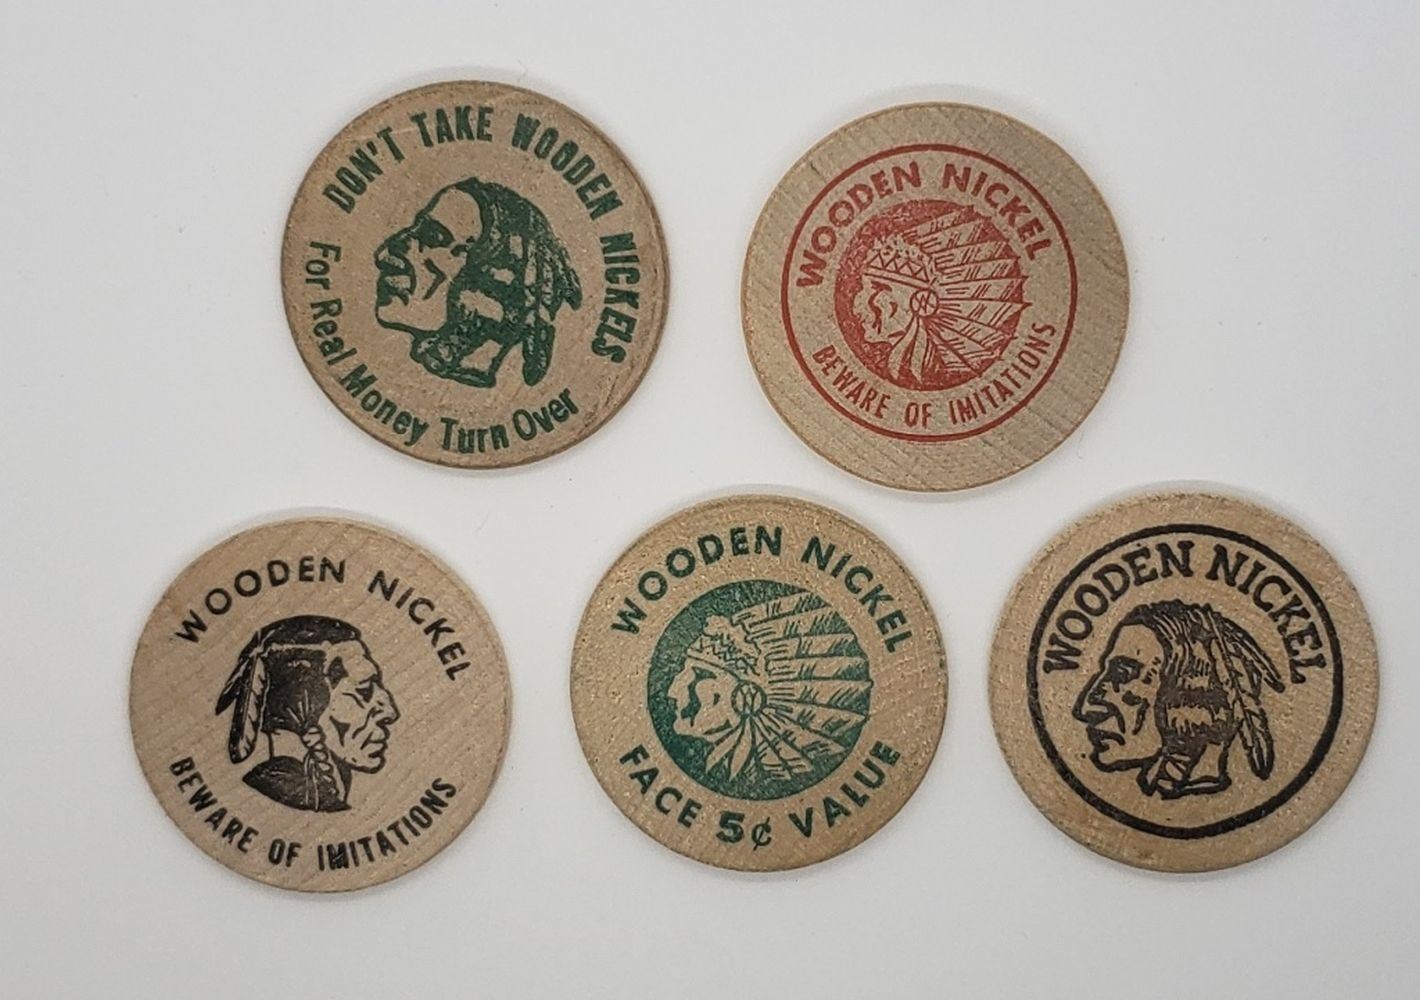 DON'T TAKE WOODEN NICKELS
For Real Money Turn Over
WOODEN NICKEL
BEWARE OF IMITATIONS
WOODEN NICKEL
BEWARE OF IMITATIONS
WOODEN NICKEL
FACE 5¢ VALUE
WOODEN NICKEL